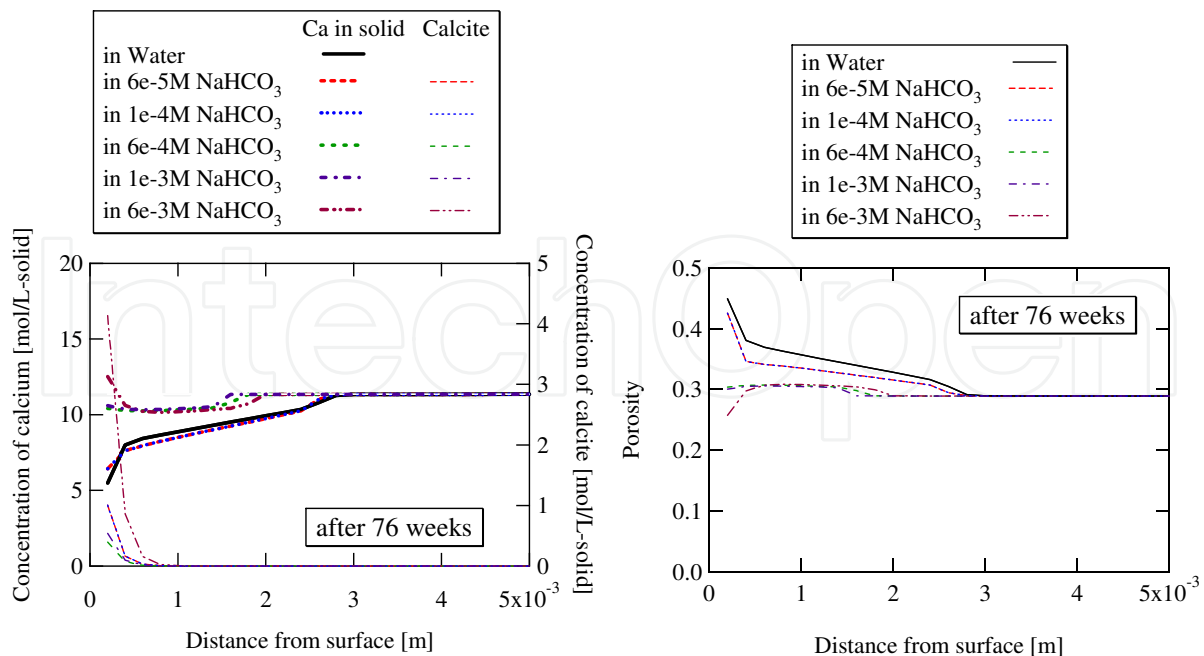 Ca in solid Calcite
in Water
in 6e-5M NaHCO3
in 1e-4M NaHCO3
in 6e-4M NaHCO3
in 1e-3M NaHCO3
in 6e-3M NaHCO3
Concentration of calcium [mol/L-solid]
20
15
10
5
0
Concentration of calcite [mol/L-solid]
5
4
3
2
1
0
after 76 weeks
0 1 2 3 4 5x10-3
Distance from surface [m]
in Water
in 6e-5M NaHCO3
in 1e-4M NaHCO3
in 6e-4M NaHCO3
in 1e-3M NaHCO3
in 6e-3M NaHCO3
Porosity
0.5
0.4
0.3
0.2
0.1
0.0
after 76 weeks
0 1 2 3 4 5x10-3
Distance from surface [m]
IntechOpen